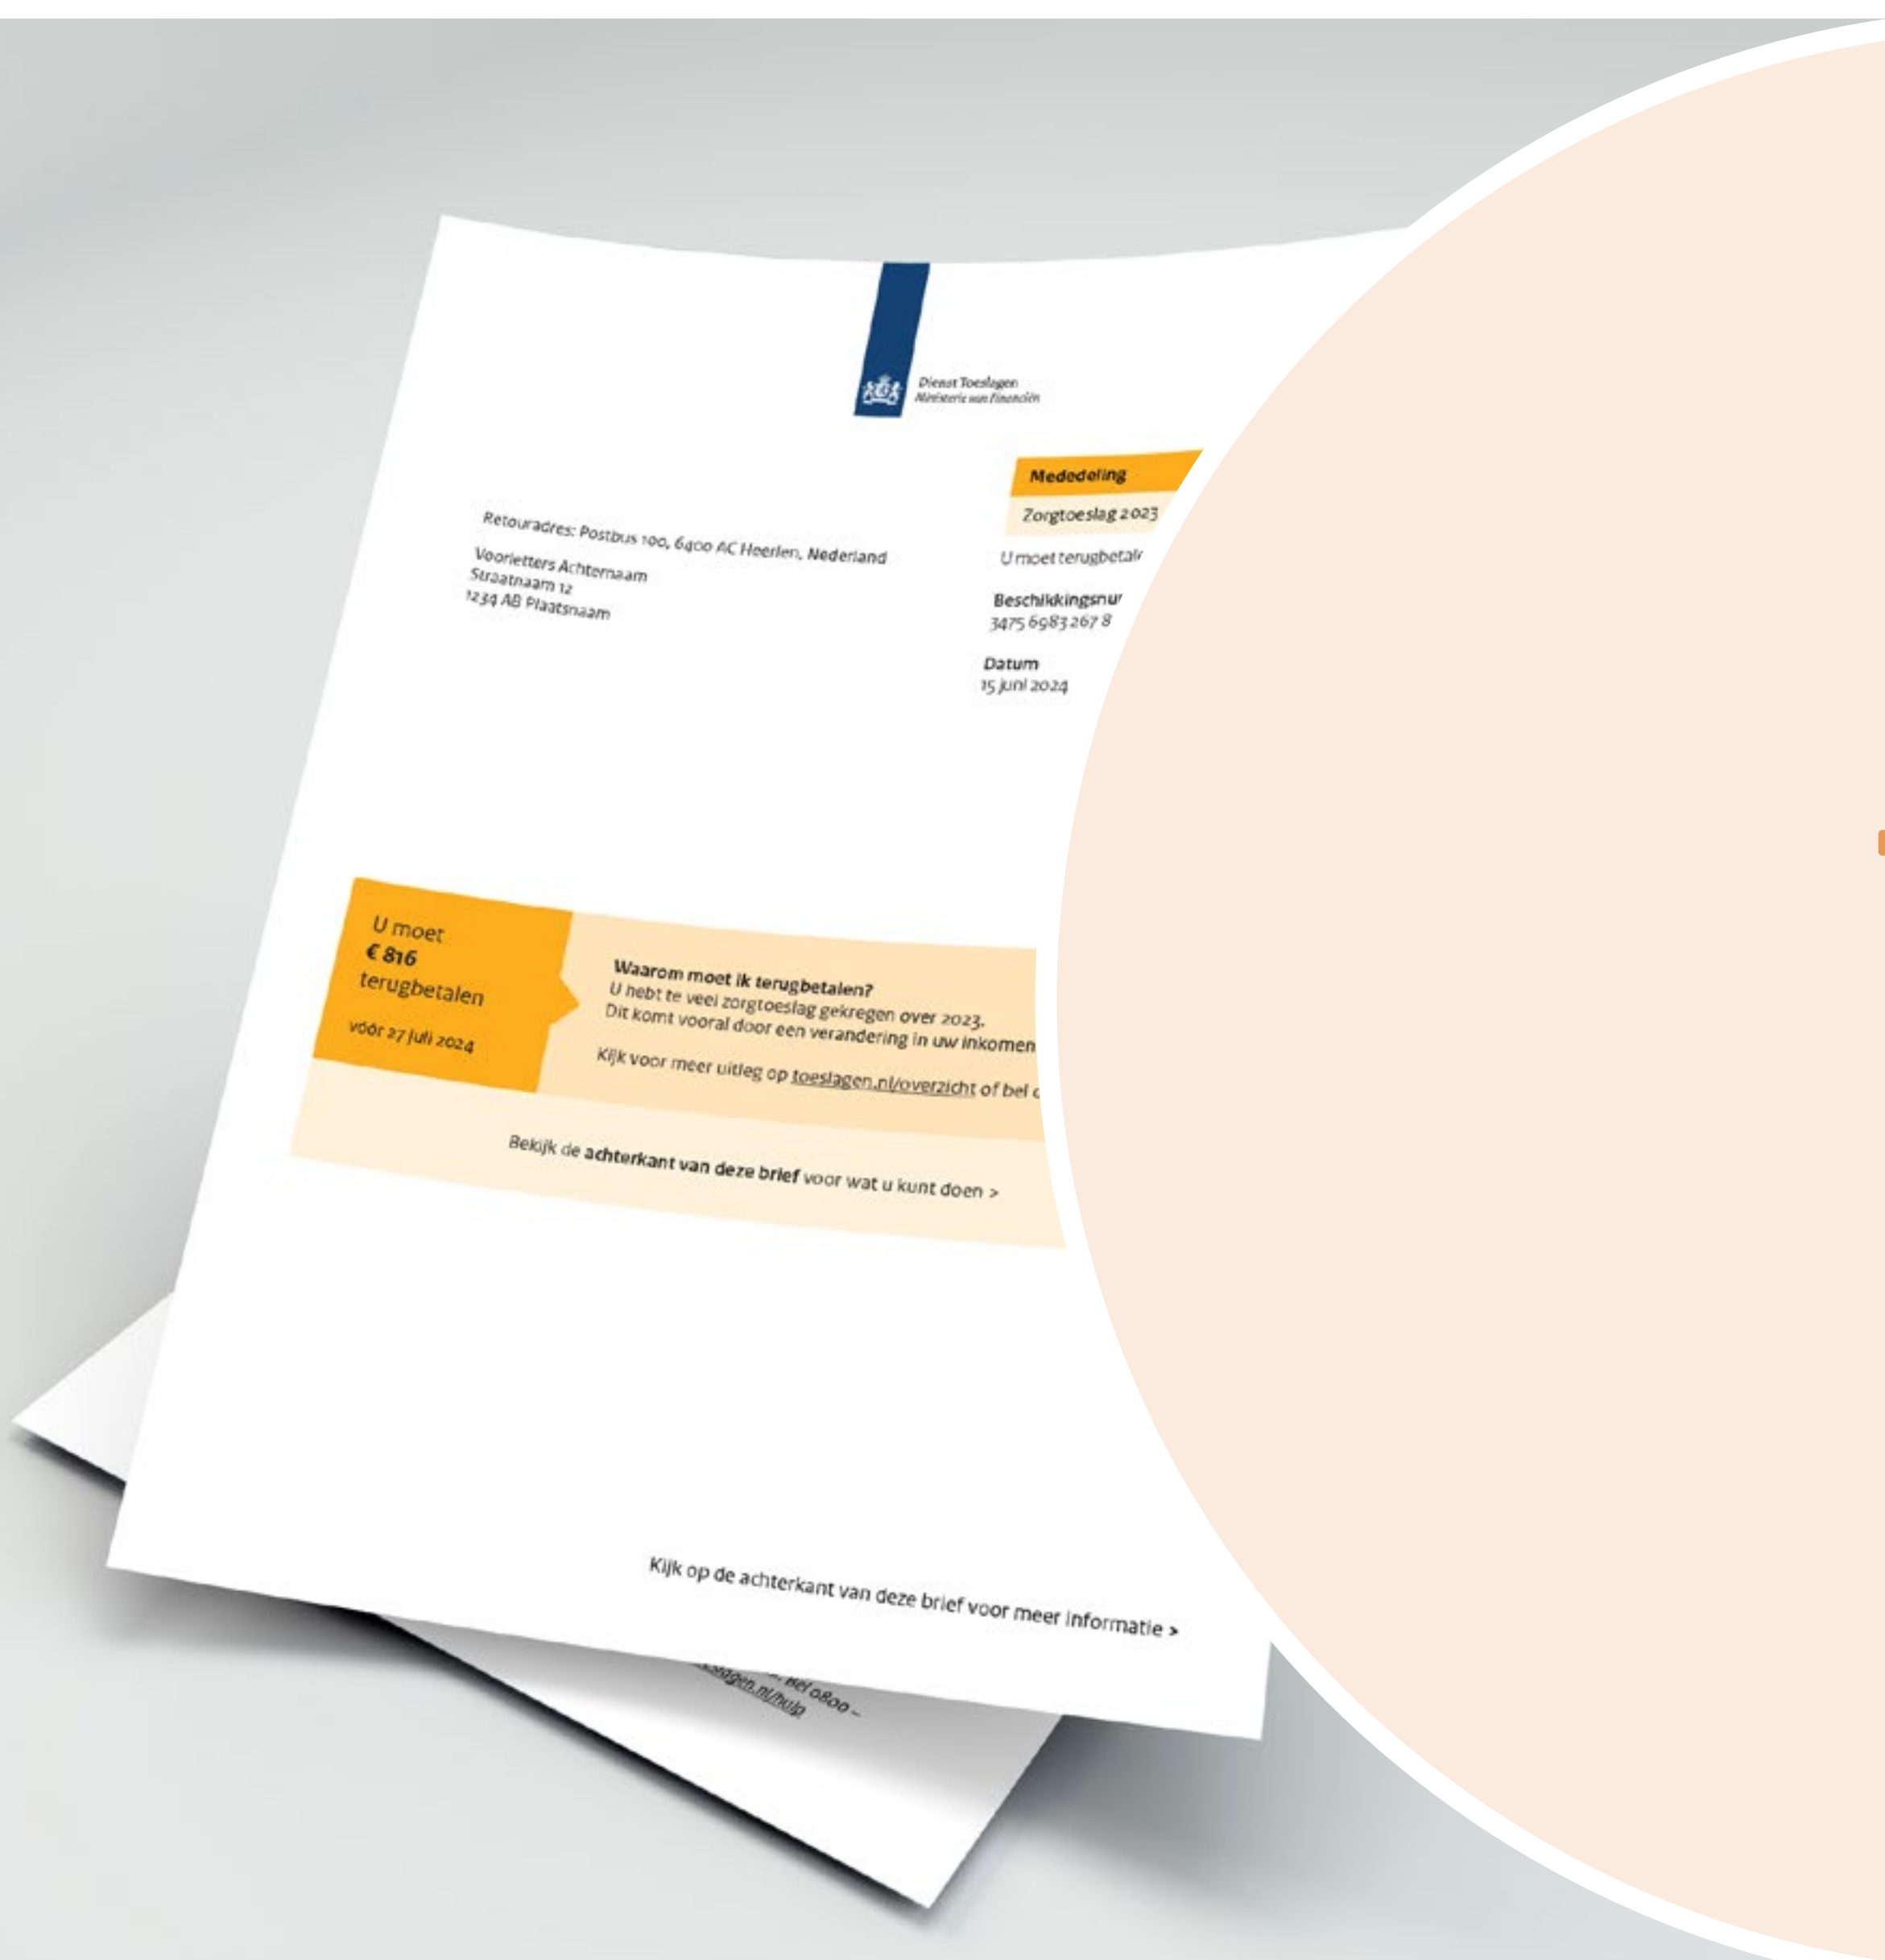 Dienst Toeslagen
Ministerie van Financiën
Mededeling
Zorgtoeslag 2023
U moet
Retouradres: Postbus 100, 6400 AC Heerlen, Nederland
Voorletters Achternaam
Straatnaam 12
1234 AB Plaatsnaam
3475 6983 267 8
Datum
15 juni 2024
U moet
€ 816
terugbetalen
vóór 27 juli 2024
Waarom moet ik terugbetalen?
U hebt te veel zorgtoeslag gekregen over 2023.
Dit komt vooral door een verandering in uw inkomen
Kijk voor meer uitleg op toeslagen.nl/overzicht of bel
Bekijk de achterkant van deze brief voor wat u kunt doen >
Kijk op de achterkant van deze brief voor meer informatie >
Bel 0800 –